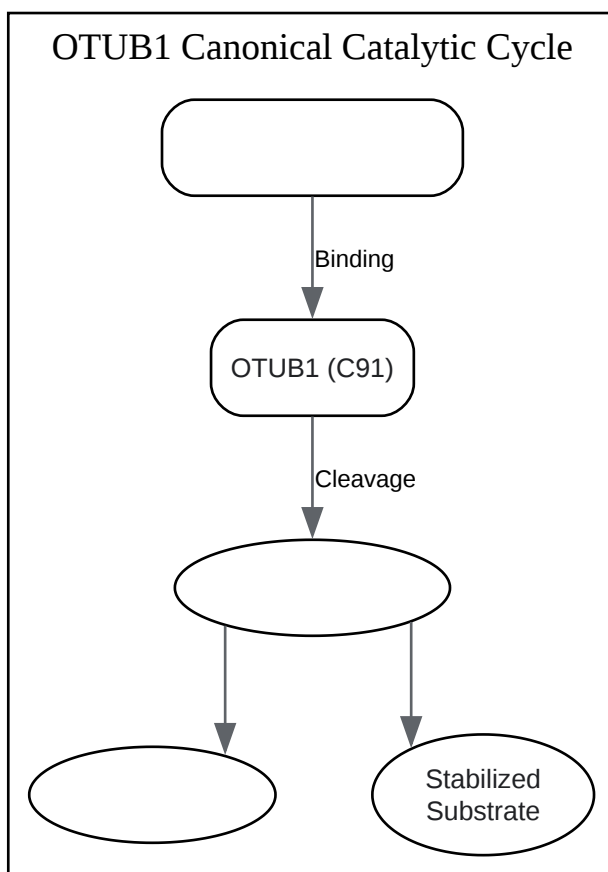 OTUB1 Canonical Catalytic Cycle
Binding
OTUB1 (C91)
Cleavage
Stabilized
Substrate